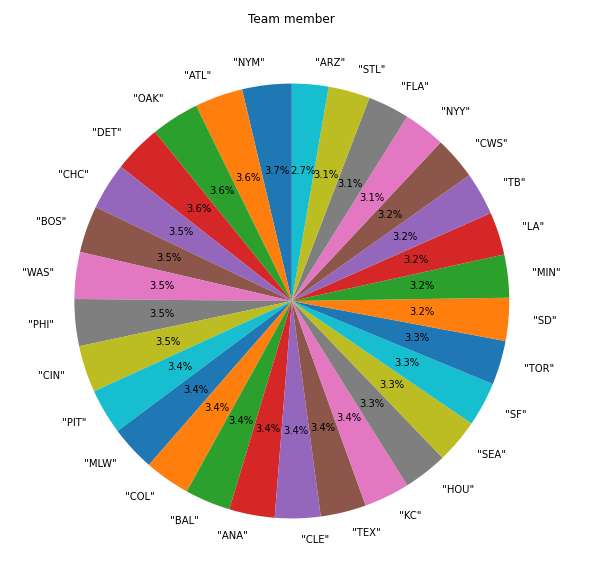 Team member
"NYM"
"ATL"
"OAK"
"DET"
"CHC"
"BOS"
"WAS"
"PHI"
"CIN"
"PIT"
"MLW"
"COL"
"BAL"
"ANA"
"CLE"
"TEX"
"KC"
"HOU"
"SEA"
"SF"
"TOR"
"SD"
"MIN"
"LA"
"TB"
"CWS"
"NYY"
"FLA"
"STL"
"ARZ"
3.7%
3.6%
3.6%
3.6%
3.5%
3.5%
3.5%
3.5%
3.5%
3.4%
3.4%
3.4%
3.4%
3.4%
3.4%
3.4%
3.4%
3.3%
3.3%
3.3%
3.3%
3.2%
3.2%
3.2%
3.2%
3.2%
3.1%
3.1%
3.1%
2.7%